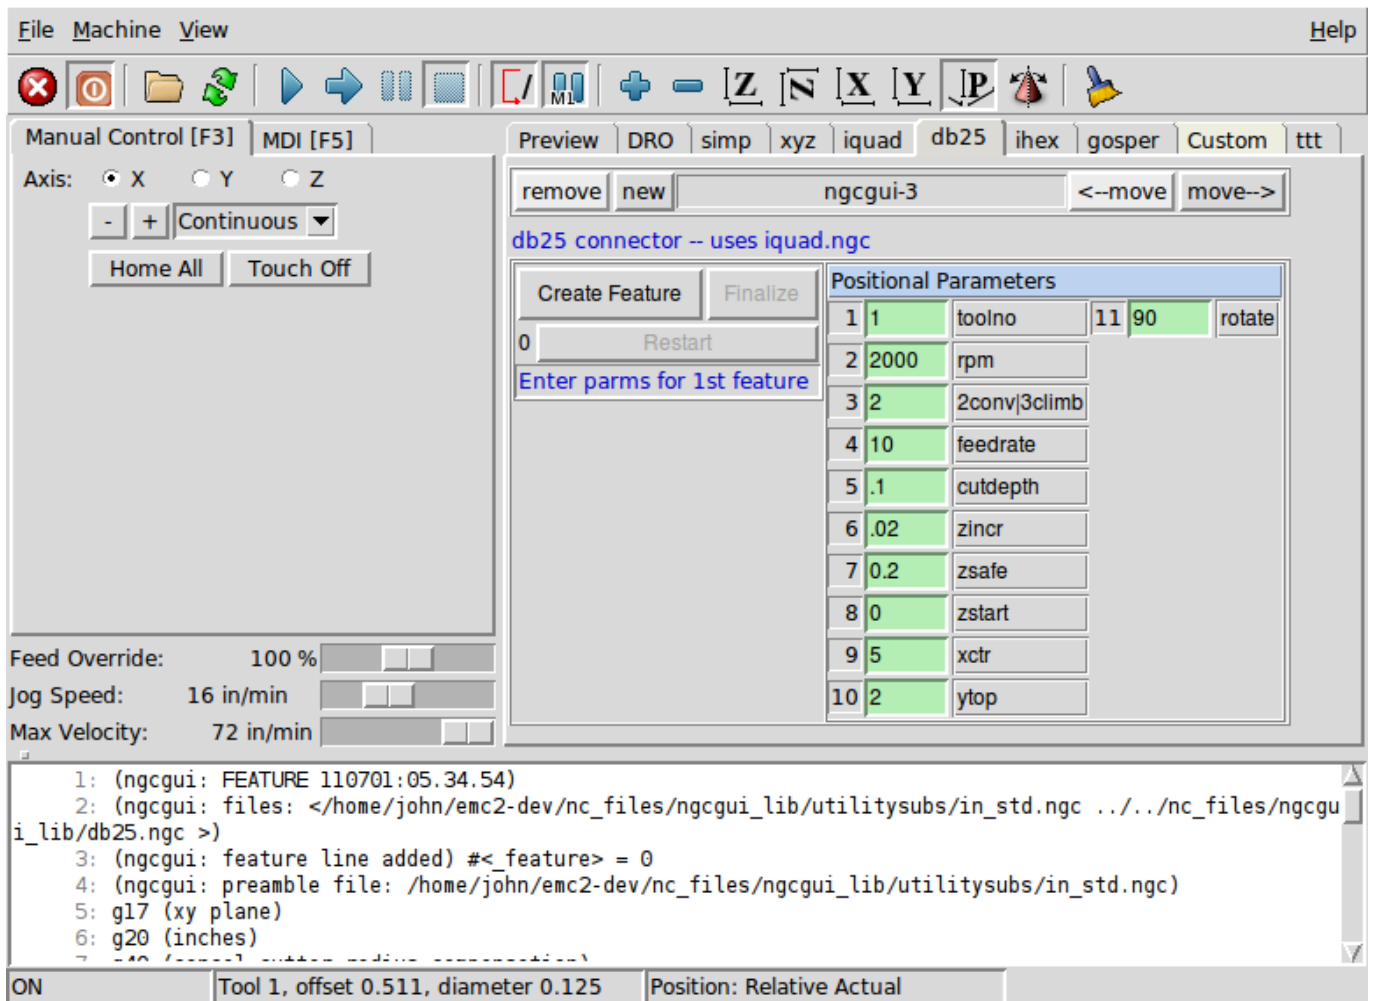 File Machine View Help
M1 Z N X Y P
Manual Control [F3] MDI [F5]
Preview DRO simp xyz iquad db25 ihex gosper Custom ttt
Axis: X Y Z
- + Continuous
Home All Touch Off
remove new ngcgui-3 <--move move-->
db25 connector -- uses iquad.ngc
Create Feature Finalize
0 Restart
Enter parms for 1st feature
Positional Parameters
1 1 toolno 11 90 rotate
2 2000 rpm
3 2 2conv|3climb
4 10 feedrate
5 .1 cutdepth
6 .02 zincr
7 0.2 zsafe
8 0 zstart
9 5 xctr
10 2 ytop
Feed Override: 100 %
Jog Speed: 16 in/min
Max Velocity: 72 in/min
1: (ngcgui: FEATURE 110701:05.34.54)
2: (ngcgui: files: </home/john/emc2-dev/nc_files/ngcgui_lib/utilitysubs/in_std.ngc ../../nc_files/ngcgu
i_lib/db25.ngc >)
3: (ngcgui: feature line added) #<_feature> = 0
4: (ngcgui: preamble file: /home/john/emc2-dev/nc_files/ngcgui_lib/utilitysubs/in_std.ngc)
5: g17 (xy plane)
6: g20 (inches)
7: g40 (cancel cutter radius compensation)
ON Tool 1, offset 0.511, diameter 0.125 Position: Relative Actual